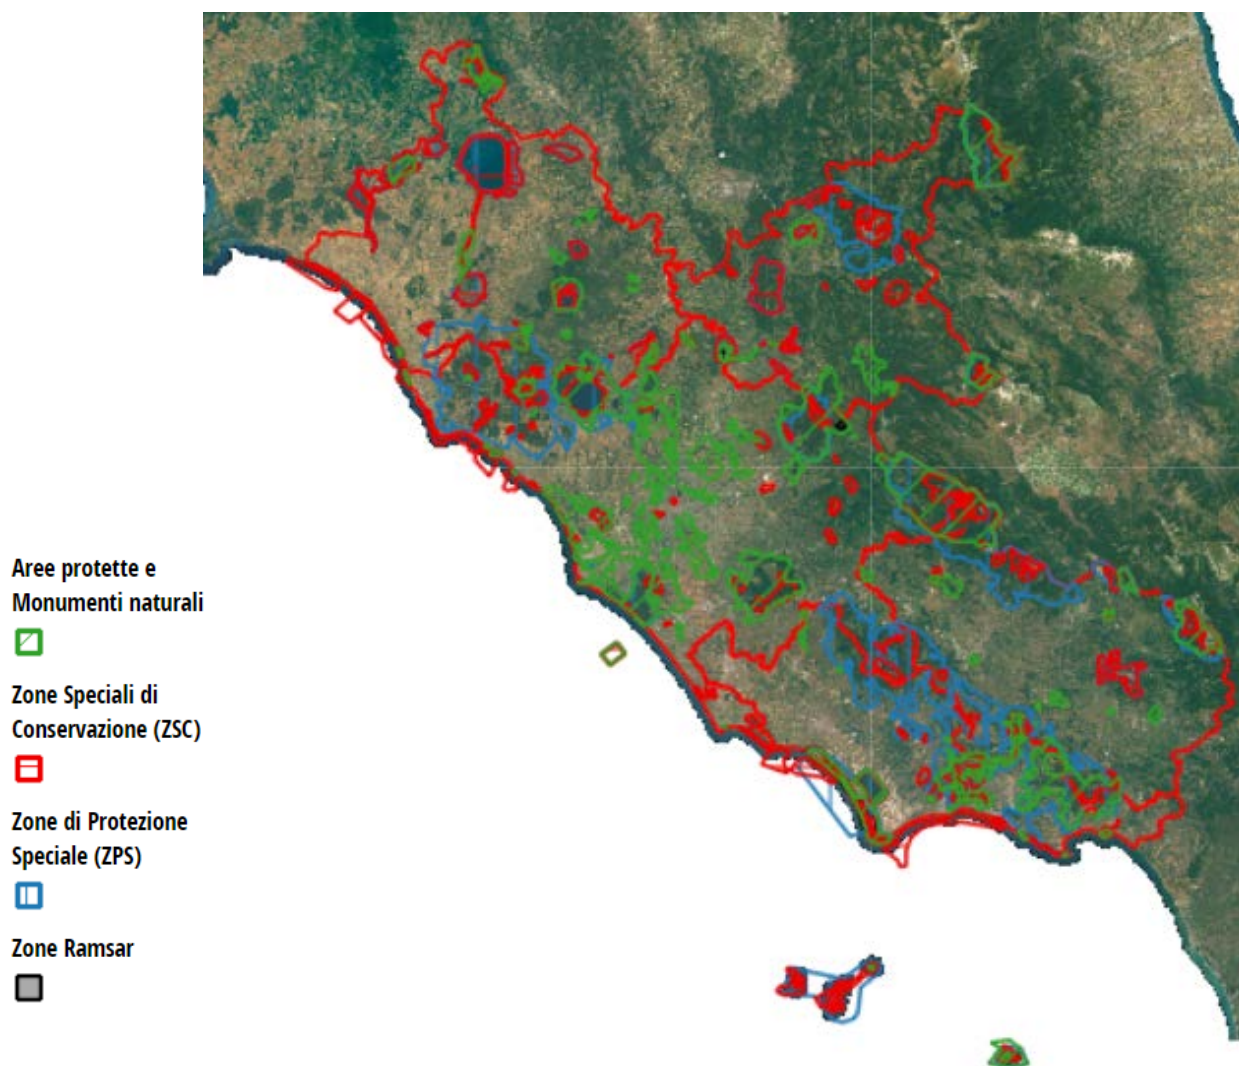 Aree protette e
Monumenti naturali
Zone Speciali di
Conservazione (ZSC)
Zone di Protezione
Speciale (ZPS)
Zone Ramsar